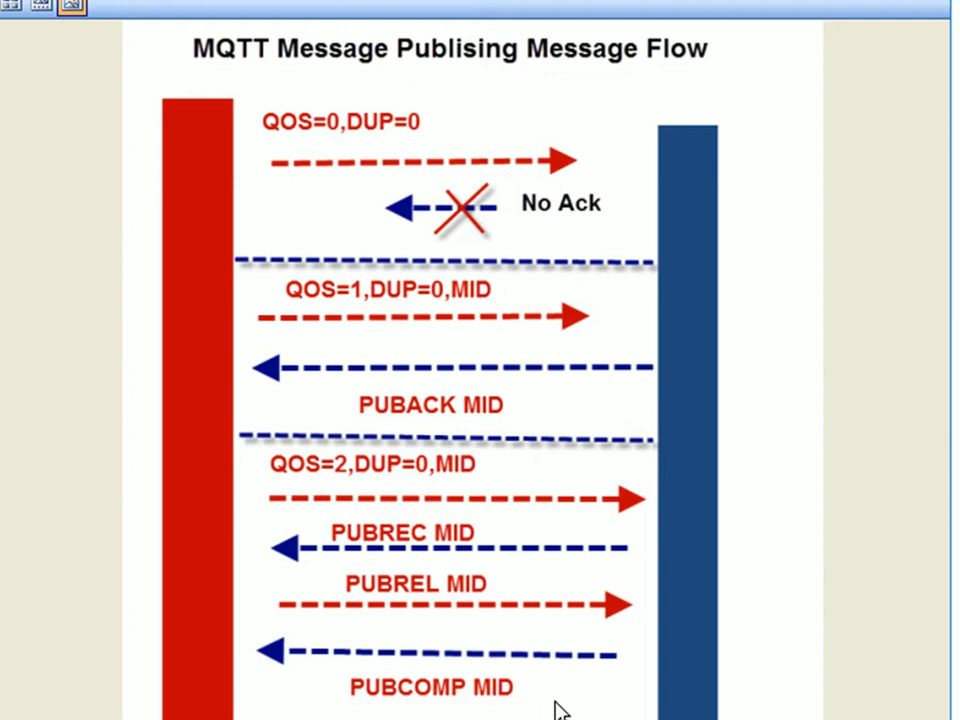 MQTT Message Publising Message Flow
QOS=0,DUP=0
No Ack
QOS=1,DUP=0,MID
PUBACK MID
QOS=2,DUP=0,MID
PUBREC MID
PUBREL MID
PUBCOMP MID